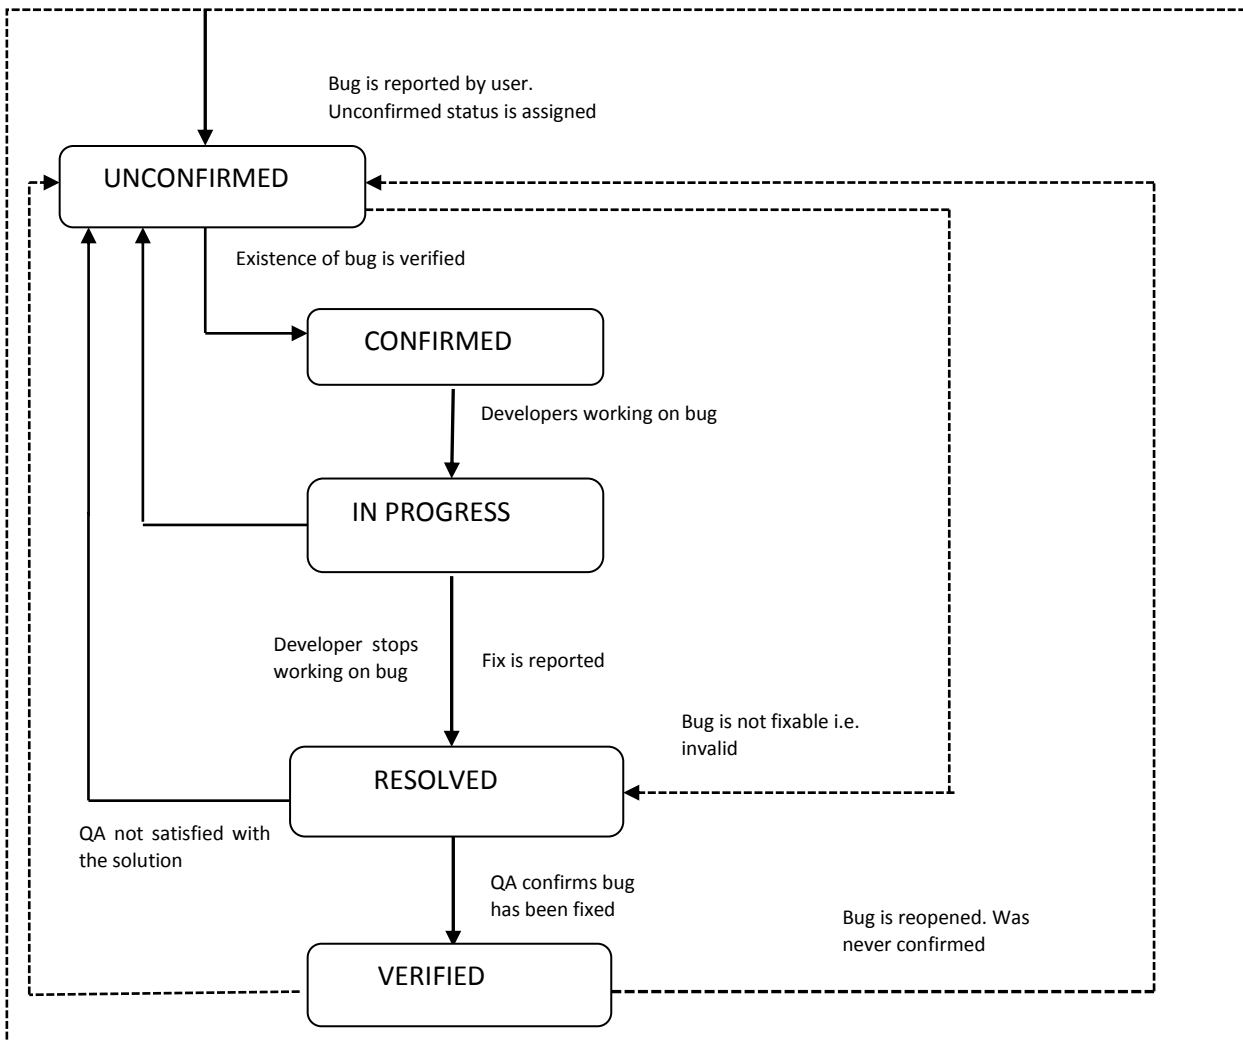 Bug is reported by user.
Unconfirmed status is assigned
UNCONFIRMED
Existence of bug is verified
CONFIRMED
Developers working on bug
IN PROGRESS
Developer stops
working on bug
Fix is reported
Bug is not fixable i.e.
invalid
RESOLVED
QA not satisfied with
the solution
QA confirms bug
has been fixed
Bug is reopened. Was
never confirmed
VERIFIED